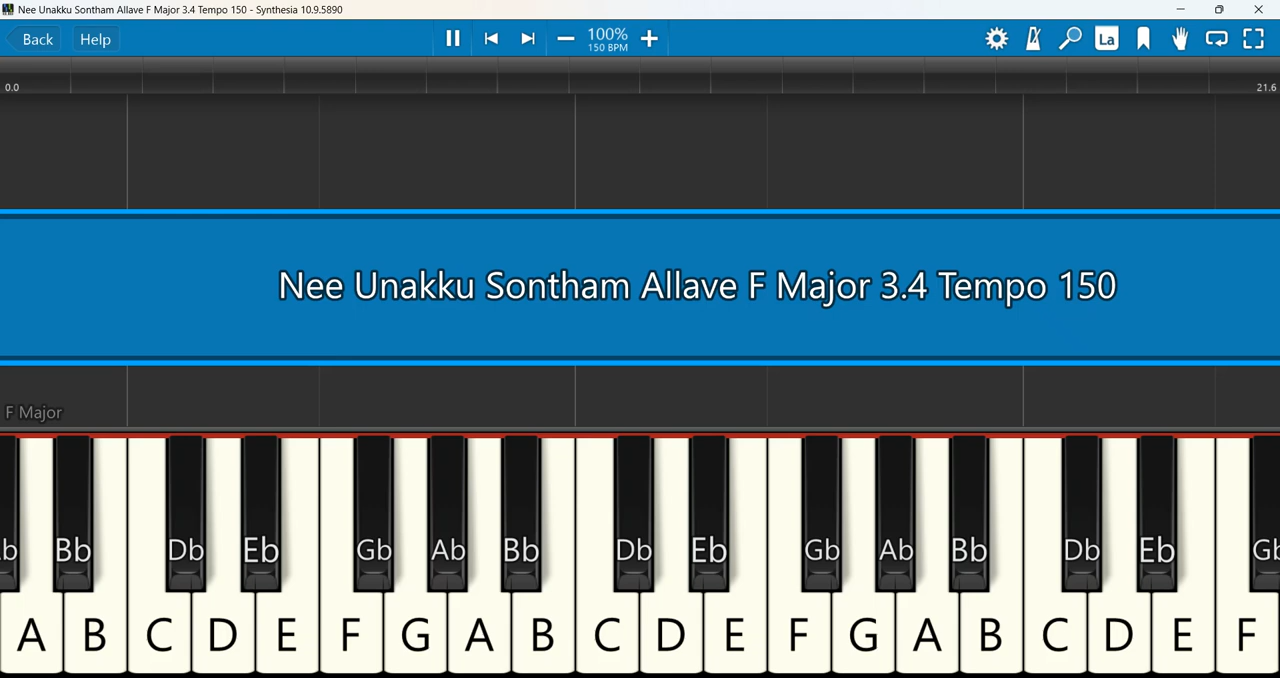 Nee Unakku Sontham Allave F Major 3.4 Tempo 150 - Synthesia 10.9.5890
Back Help 100% La
150 BPM
0.0 21.6
Nee Unakku Sontham Allave F Major 3.4 Tempo 150
F Major
b Bb Db Eb Gb Ab Bb Db Eb Gb Ab Bb Db Eb Gb
A B C D E F G A B C D E F G A B C D E F